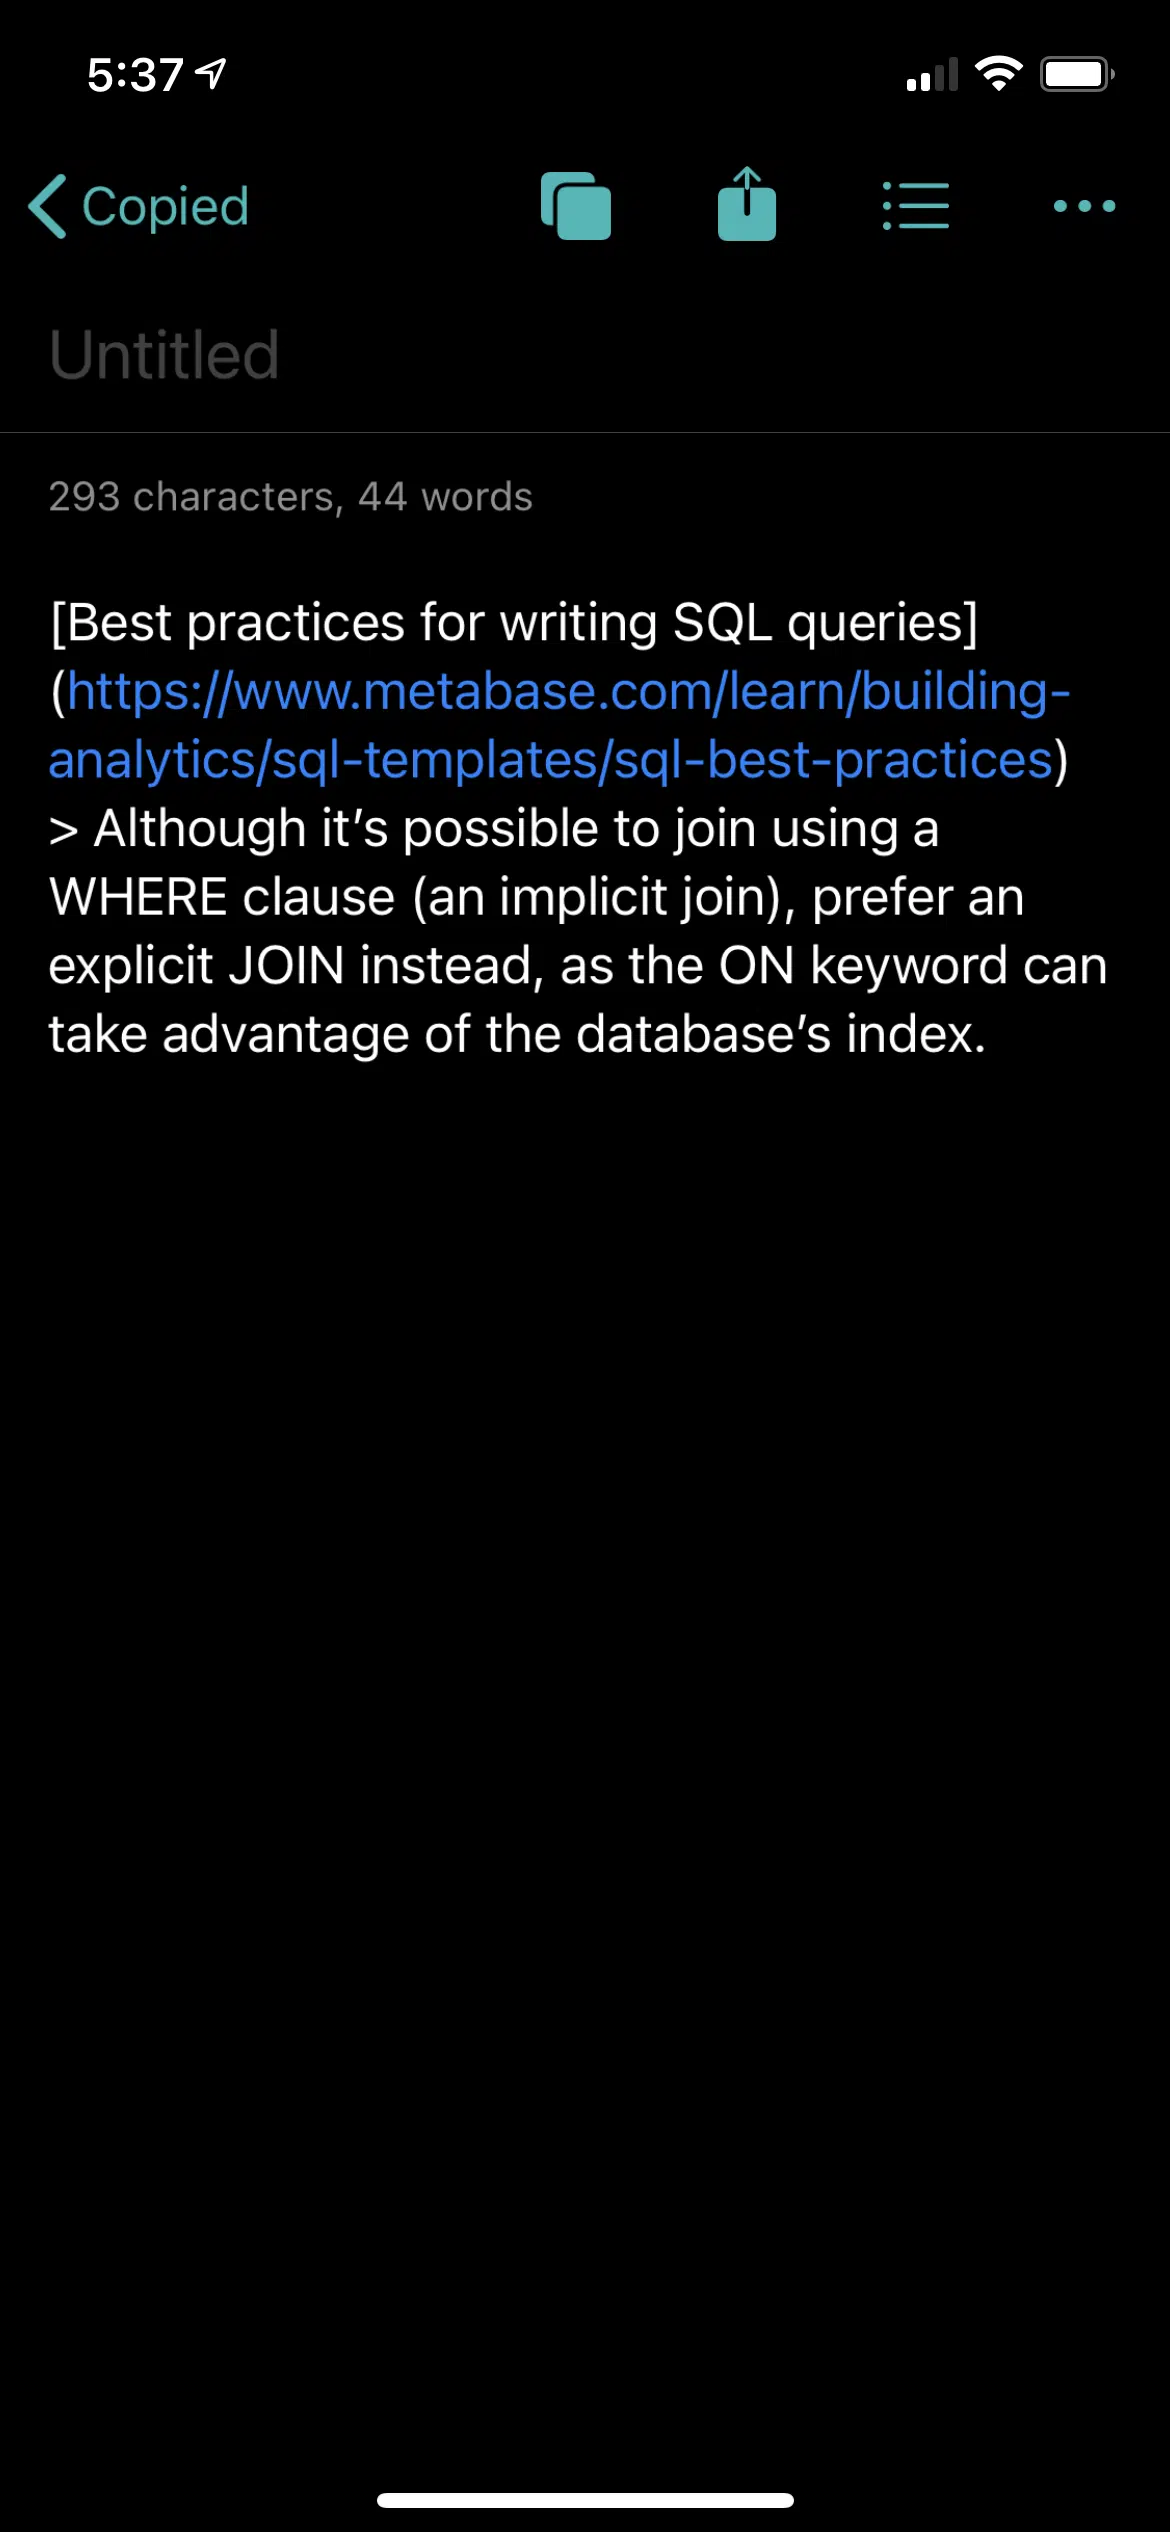 5:37
Copied
Untitled
293 characters, 44 words
[Best practices for writing SQL queries]
(https://www.metabase.com/learn/building-
analytics/sql-templates/sql-best-practices)
> Although it’s possible to join using a
WHERE clause (an implicit join), prefer an
explicit JOIN instead, as the ON keyword can
take advantage of the database’s index.